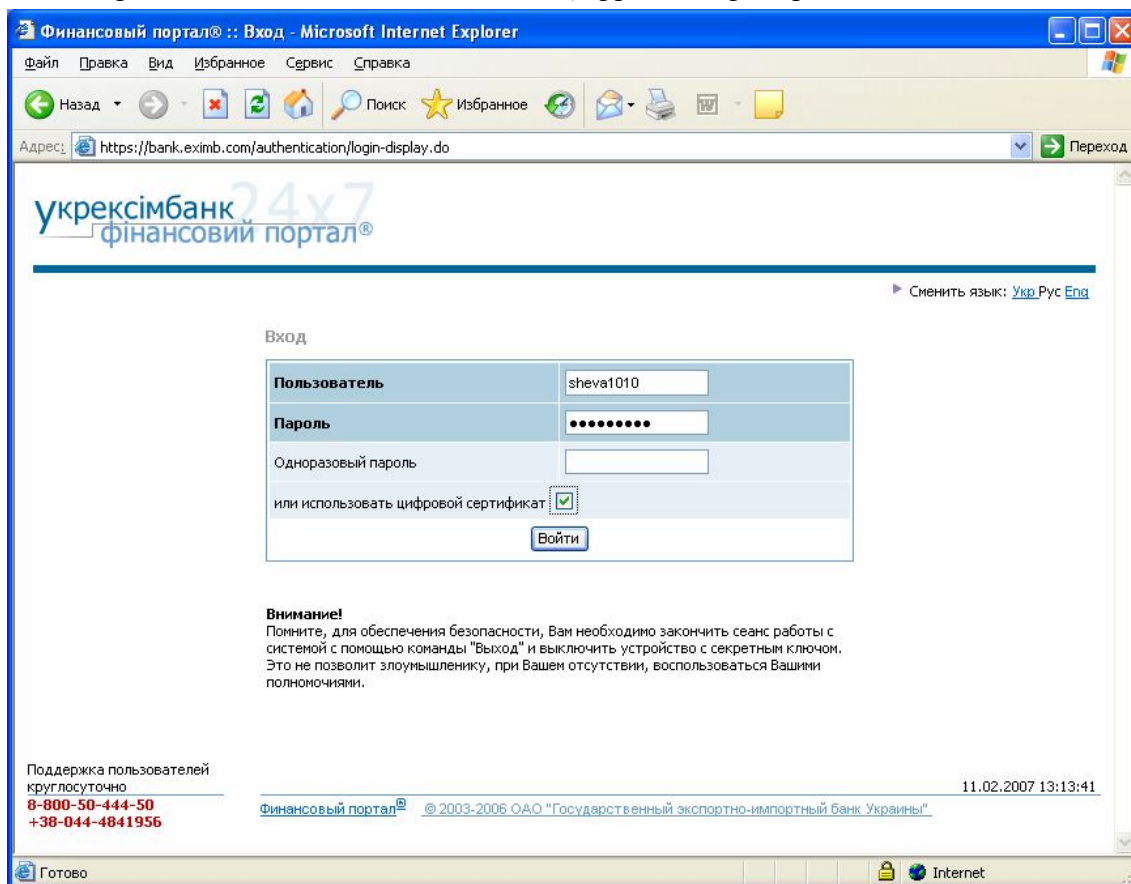 Финансовый портал® :: Вход - Microsoft Internet Explorer
Файл Правка Вид Избранное Сервис Справка
Назад Поиск Избранное
Адрес: https://bank.eximb.com/authentication/login-display.do Переход
24x7
укрексімбанк
фінансовий портал®
Сменить язык: Укр Рус Eng
Вход
Пользователь sheva1010
Пароль •••••••••
Одноразовый пароль
или использовать цифровой сертификат
Войти
Внимание!
Помните, для обеспечения безопасности, Вам необходимо закончить сеанс работы с
системой с помощью команды "Выход" и выключить устройство с секретным ключом.
Это не позволит злоумышленику, при Вашем отсутствии, воспользоваться Вашими
полномочиями.
Поддержка пользователей
круглосуточно
11.02.2007 13:13:41
8-800-50-444-50
+38-044-4841956
Финансовый портал® © 2003-2006 ОАО "Государственный экспортно-импортный банк Украины"
Готово Internet